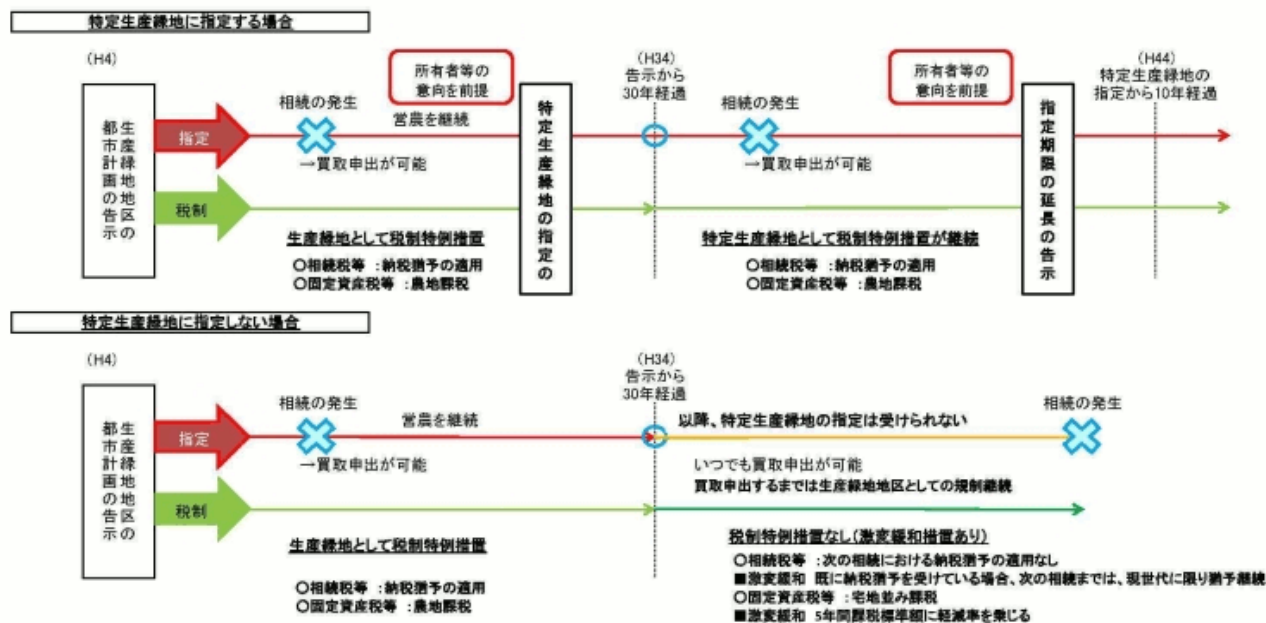 特定生産緑地に指定する場合
(H4)
生産緑地地区の
都市計画の告示
指定
税制
相続の発生
→買取申出が可能
所有者等の
意向を前提
営農を継続
特定生産緑地の指定の
(H34)
告示から
30年経過
相続の発生
→買取申出が可能
所有者等の
意向を前提
指定期限の延長の告示
(H44)
特定生産緑地の
指定から10年経過
生産緑地として税制特例措置
○相続税等 :納税猶予の適用
○固定資産税等 :農地課税
特定生産緑地として税制特例措置が継続
○相続税等 :納税猶予の適用
○固定資産税等 :農地課税
特定生産緑地に指定しない場合
(H4)
生産緑地地区の
都市計画の告示
指定
税制
相続の発生
→買取申出が可能
営農を継続
(H34)
告示から
30年経過
以降、特定生産緑地の指定は受けられない
相続の発生
いつでも買取申出が可能
買取申出するまでは生産緑地地区としての規制継続
生産緑地として税制特例措置
○相続税等 :納税猶予の適用
○固定資産税等 :農地課税
税制特例措置なし(激変緩和措置あり)
○相続税等 :次の相続における納税猶予の適用なし
■激変緩和 既に納税猶予を受けている場合、次の相続までは、現世代に限り猶予継続
○固定資産税等 :宅地並み課税
■激変緩和 5年間課税標準額に軽減率を乗じる